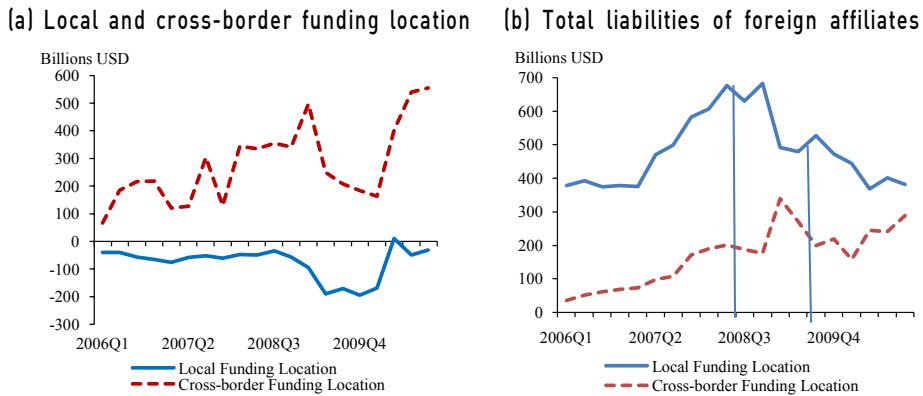 (a) Local and cross-border funding location
Billions USD
600
500
400
300
200
100
0
-100
-200
-300
2006Q1 2007Q2 2008Q3 2009Q4
Local Funding Location
Cross-border Funding Location
(b) Total liabilities of foreign affiliates
Billions USD
700
600
500
400
300
200
100
0
2006Q1 2007Q2 2008Q3 2009Q4
Local Funding Location
Cross-border Funding Location